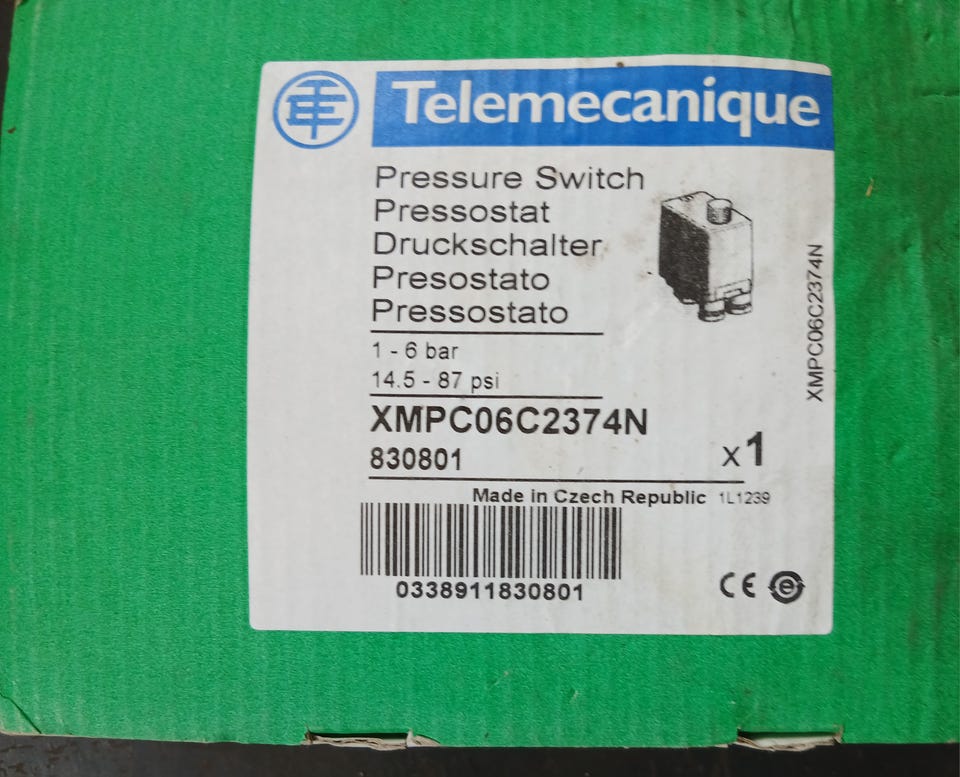 Telemecanique
Pressure Switch
Pressostat
Druckschalter
Presostato
Pressostato
1 - 6 bar
14.5 - 87 psi
XMPC06C2374N
830801
x1
Made in Czech Republic 1L1239
0338911830801
CE e
XMPC06C2374N